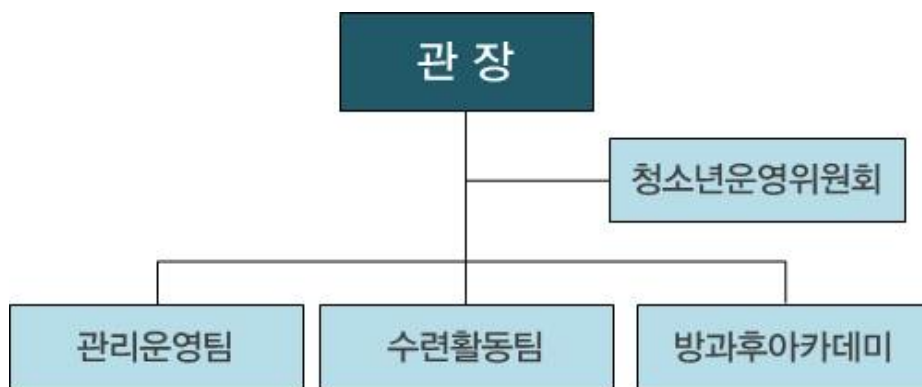 관 장
청소년운영위원회
관리운영팀
수련활동팀
방과후아카데미